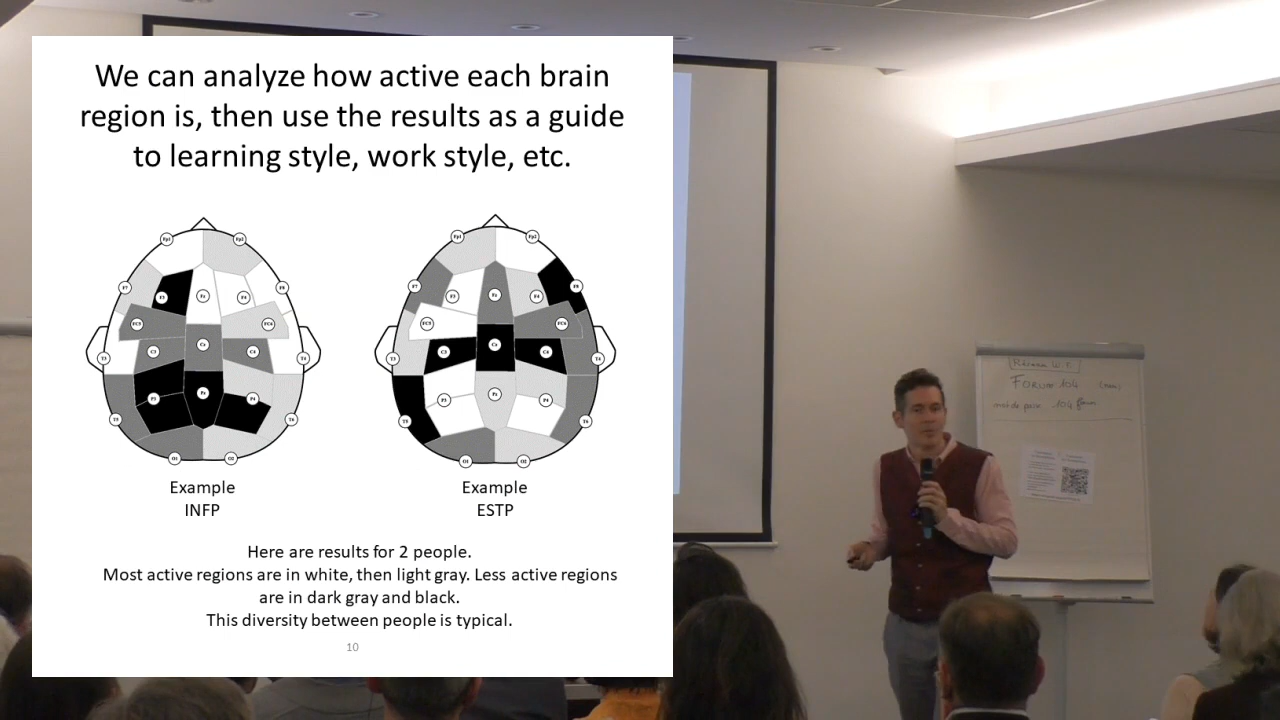 We can analyze how active each brain
region is, then use the results as a guide
to learning style, work style, etc.
Fp1
Fp2
F7
F3
Fz
F4
F8
FC5
FC6
T3
C3
Cz
C4
T4
T5
P3
Pz
P4
T6
O1
O2
Example
INFP
Fp1
Fp2
F7
F3
Fz
F4
F8
FC5
FC6
T3
C3
Cz
C4
T4
T5
P3
Pz
P4
T6
O1
O2
Example
ESTP
Here are results for 2 people.
Most active regions are in white, then light gray. Less active regions
are in dark gray and black.
This diversity between people is typical.
10
W.F.
FORUM 104
mot de passe 104